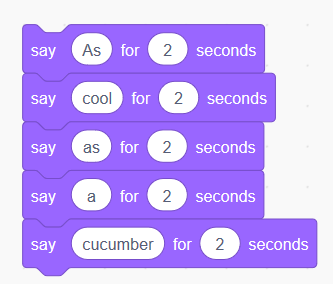 say As for 2 seconds
say cool for 2 seconds
say as for 2 seconds
say a for 2 seconds
say cucumber for 2 seconds